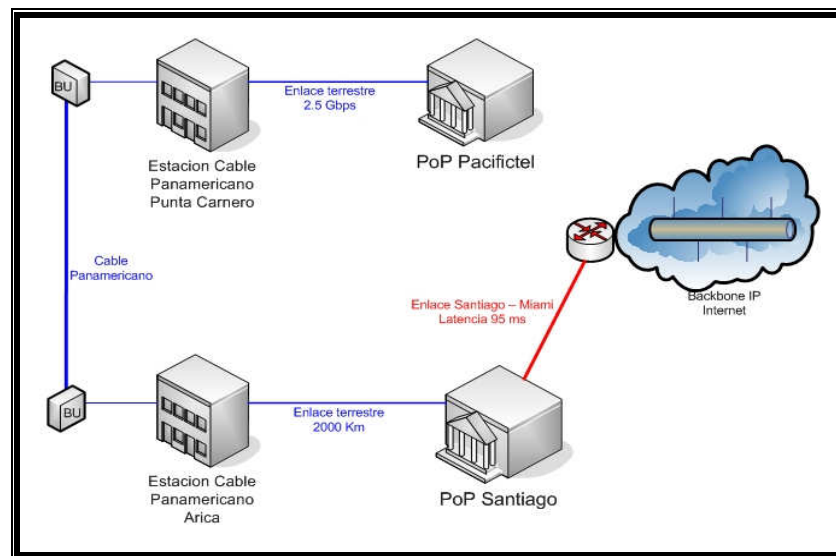 BU
Enlace terrestre
2.5 Gbps
Estacion Cable
Panamericano
Punta Carnero
PoP Pacifictel
Cable
Panamericano
Enlace Santiago – Miami
Latencia 95 ms
Backbone IP
Internet
BU
Enlace terrestre
2000 Km
Estacion Cable
Panamericano
Arica
PoP Santiago